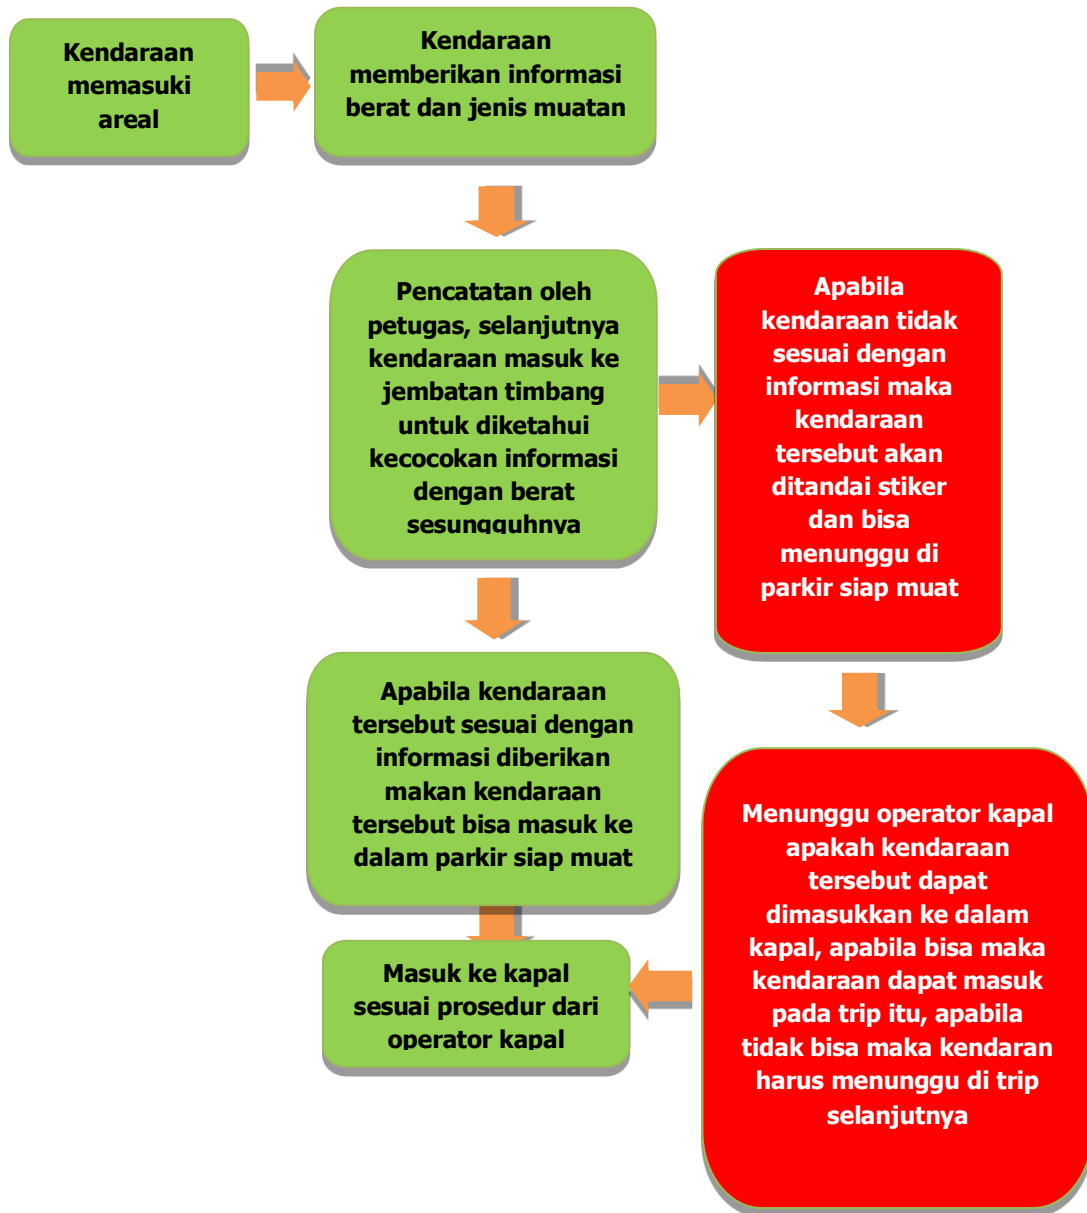 Kendaraan
memasuki
areal
Kendaraan
memberikan informasi
berat dan jenis muatan
Pencatatan oleh
petugas, selanjutnya
kendaraan masuk ke
jembatan timbang
untuk diketahui
kecocokan informasi
dengan berat
sesungguhnya
Apabila
kendaraan tidak
sesuai dengan
informasi maka
kendaraan
tersebut akan
ditandai stiker
dan bisa
menunggu di
parkir siap muat
Apabila kendaraan
tersebut sesuai dengan
informasi diberikan
makan kendaraan
tersebut bisa masuk ke
dalam parkir siap muat
Menunggu operator kapal
apakah kendaraan
tersebut dapat
dimasukkan ke dalam
kapal, apabila bisa maka
kendaraan dapat masuk
pada trip itu, apabila
tidak bisa maka kendaran
harus menunggu di trip
selanjutnya
Masuk ke kapal
sesuai prosedur dari
operator kapal